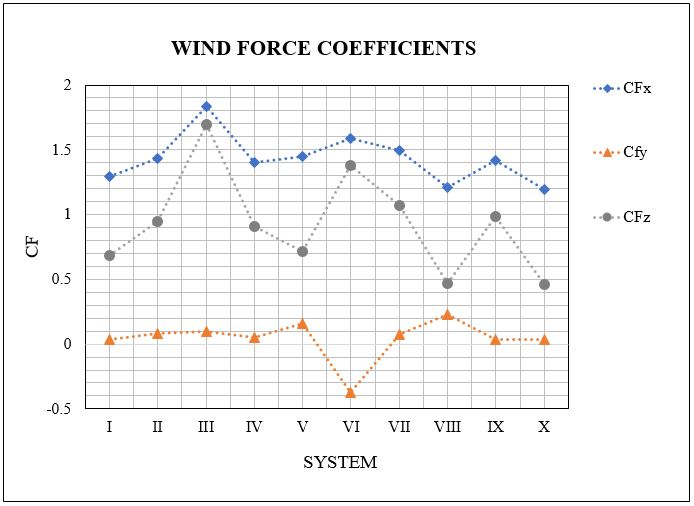 WIND FORCE COEFFICIENTS
2
1.5
1
0.5
0
-0.5
CF
I II III IV V VI VII VIII IX X
SYSTEM
CFx
Cfy
CFz